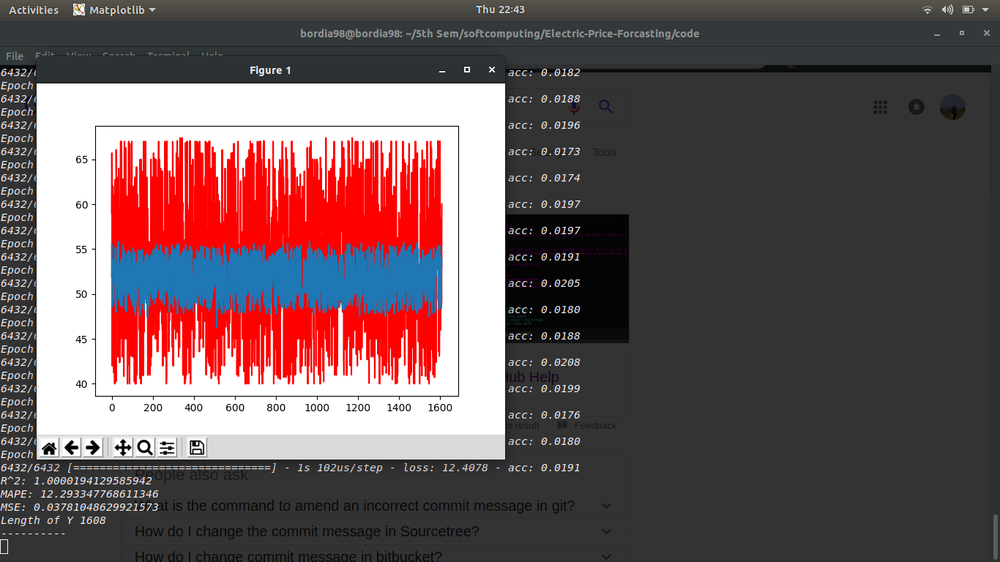 Activities Matplotlib Thu 22:43
bordia98@bordia98: ~/5th Sem/softcomputing/Electric-Price-Forcasting/code
File Edit View Search Terminal Help
Figure 1
6432/ acc: 0.0182
Epoch
6432/ acc: 0.0188
Epoch
6432/ acc: 0.0196
Epoch Tools
6432/ acc: 0.0173
Epoch
6432/ acc: 0.0174
Epoch
6432/ acc: 0.0197
Epoch
6432/ acc: 0.0197
Epoch
6432/ acc: 0.0191
Epoch
6432/ acc: 0.0205
Epoch
6432/ acc: 0.0180
Epoch
6432/ acc: 0.0188
Epoch
6432/ acc: 0.0208
Epoch Hub Help
6432/ acc: 0.0199
Epoch
6432/ acc: 0.0176
Epoch result Feedback
6432/ acc: 0.0180
Epoch
65
60
55
50
45
40
0 200 400 600 800 1000 1200 1400 1600
6432/6432 [==============================] - 1s 102us/step - loss: 12.4078 - acc: 0.0191
People also ask
R^2: 1.0000194129585942
MAPE: 12.293347768611346
MSE: 0.03781048629921573
What is the command to amend an incorrect commit message in git?
Length of Y 1608
How do I change the commit message in Sourcetree?
----------
How do I change commit message in bitbucket?